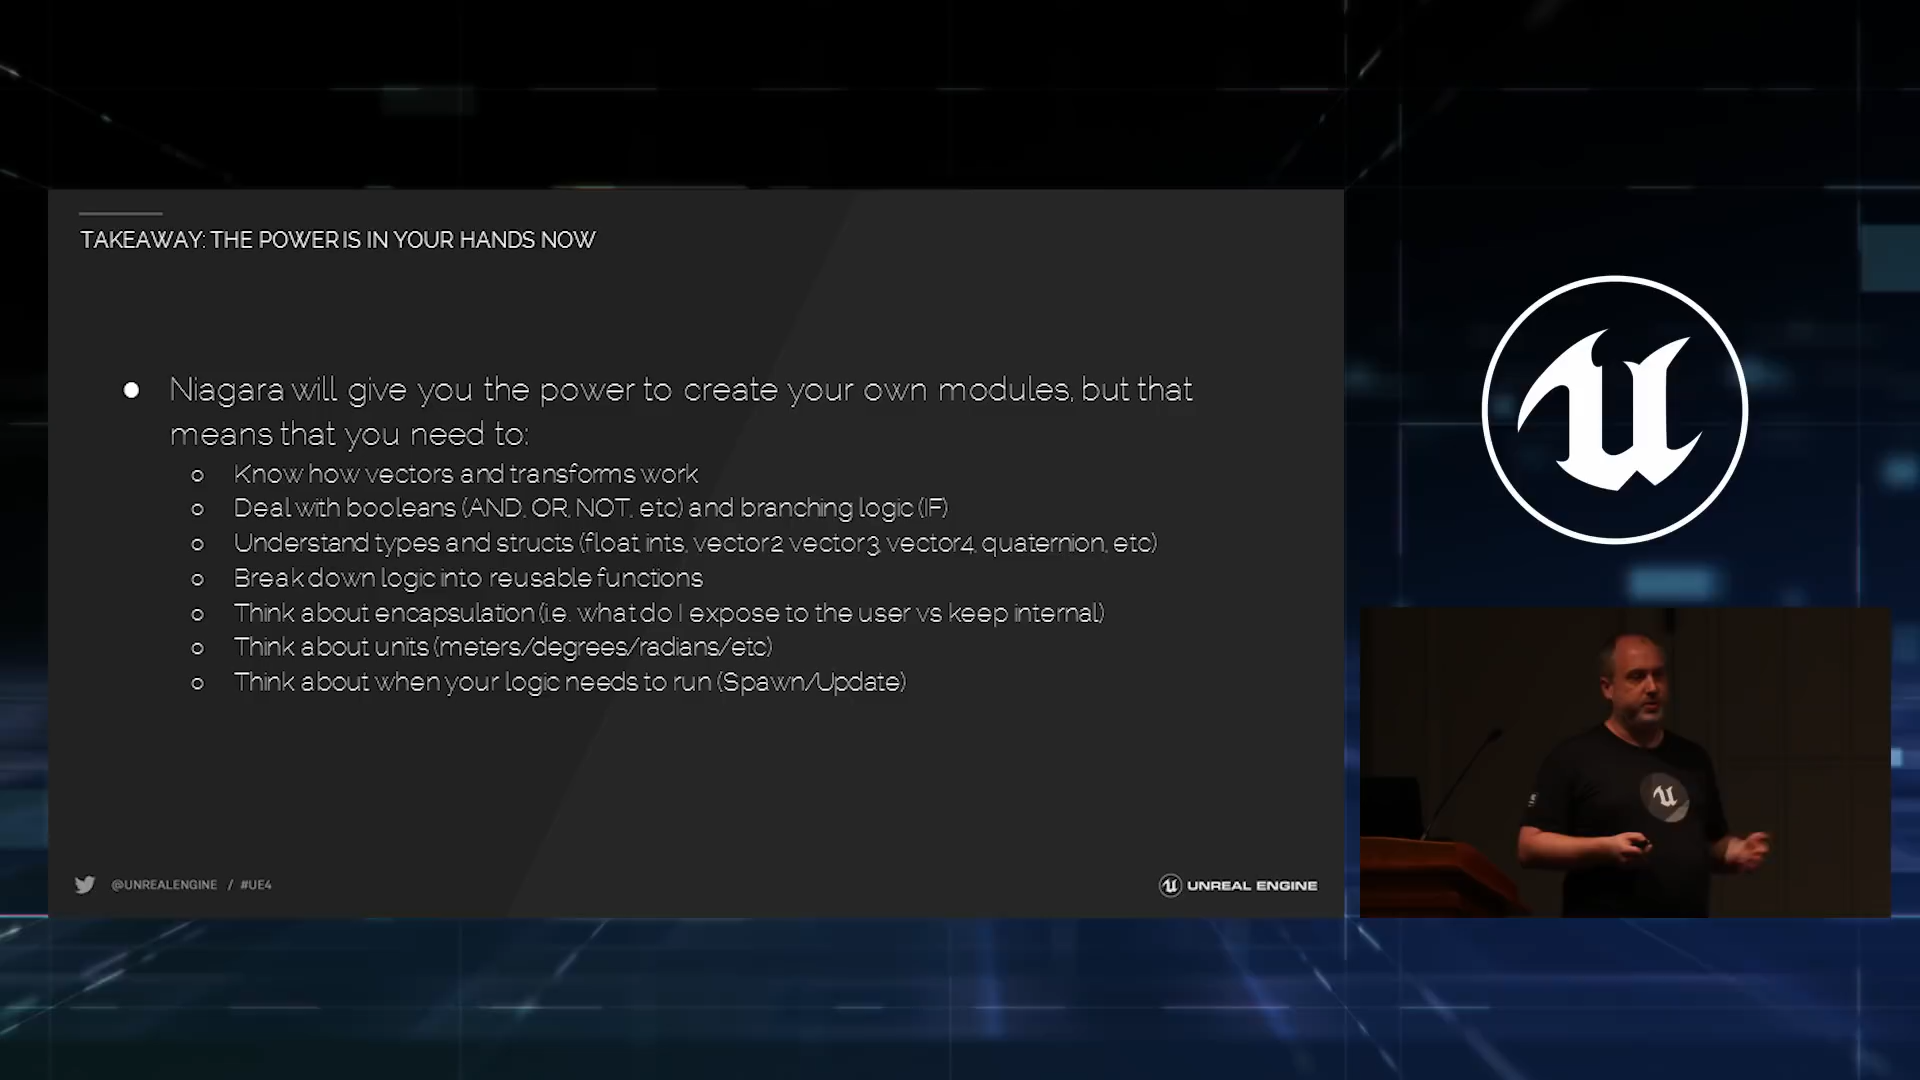 TAKEAWAY: THE POWER IS IN YOUR HANDS NOW
● Niagara will give you the power to create your own modules, but that
means that you need to:
○ Know how vectors and transforms work
○ Deal with booleans (AND, OR, NOT, etc) and branching logic (IF)
○ Understand types and structs (float, ints, vector2, vector3, vector4, quaternion, etc)
○ Break down logic into reusable functions
○ Think about encapsulation (i.e. what do I expose to the user vs keep internal)
○ Think about units (meters/degrees/radians/etc)
○ Think about when your logic needs to run (Spawn/Update)
@UNREALENGINE / #UE4
UNREAL ENGINE